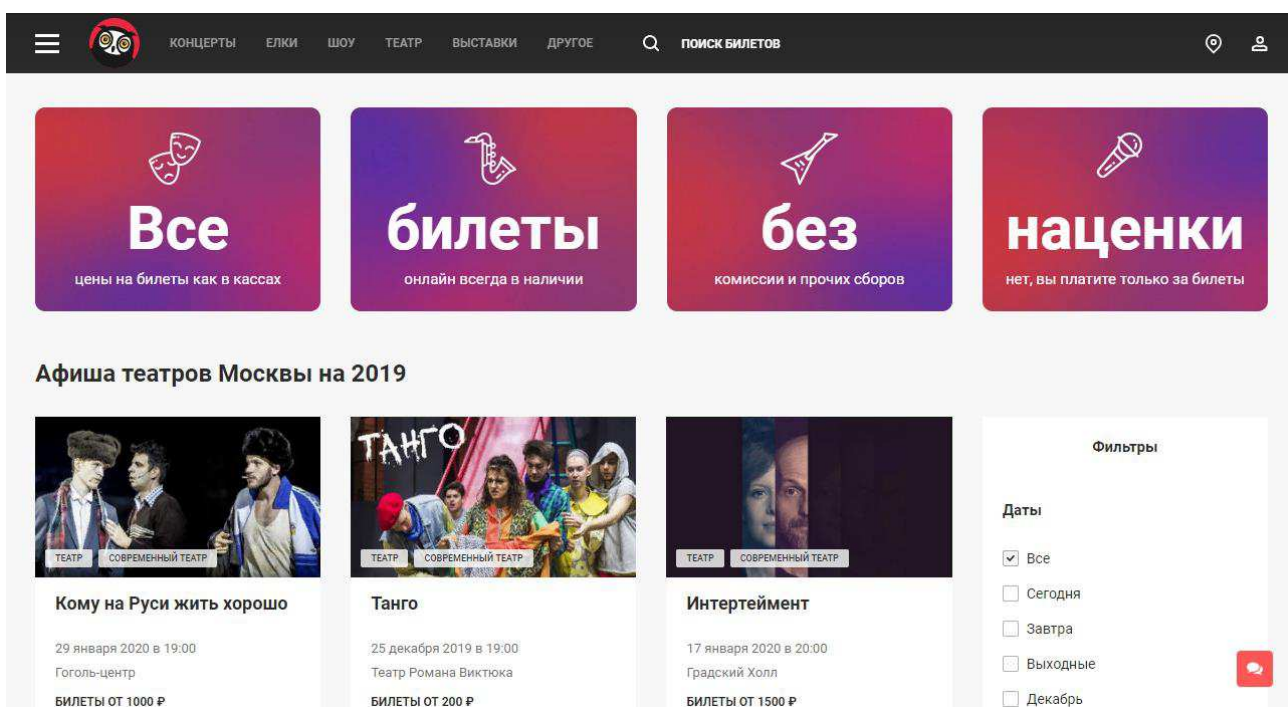 КОНЦЕРТЫ ЕЛКИ ШОУ ТЕАТР ВЫСТАВКИ ДРУГОЕ ПОИСК БИЛЕТОВ
Все
цены на билеты как в кассах
билеты
онлайн всегда в наличии
без
комиссии и прочих сборов
наценки
нет, вы платите только за билеты
Афиша театров Москвы на 2019
ТЕАТР СОВРЕМЕННЫЙ ТЕАТР
Кому на Руси жить хорошо
29 января 2020 в 19:00
Гоголь-центр
БИЛЕТЫ ОТ 1000 ₽
ТАНГО
ТЕАТР СОВРЕМЕННЫЙ ТЕАТР
Танго
25 декабря 2019 в 19:00
Театр Романа Виктюка
БИЛЕТЫ ОТ 200 ₽
ТЕАТР СОВРЕМЕННЫЙ ТЕАТР
Интертеймент
17 января 2020 в 20:00
Градский Холл
БИЛЕТЫ ОТ 1500 ₽
Фильтры
Даты
Все
Сегодня
Завтра
Выходные
Декабрь